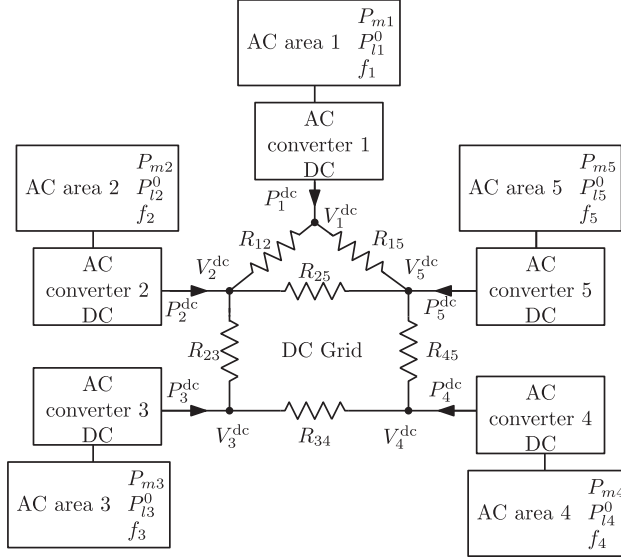 AC area 1
P_{m1}
P_{l1}^0
f_1
AC
converter 1
DC
P_1^{dc}
V_1^{dc}
AC area 2
P_{m2}
P_{l2}^0
f_2
AC area 5
P_{m5}
P_{l5}^0
f_5
R_{12}
R_{15}
AC
converter 2
DC
V_2^{dc}
P_2^{dc}
R_{25}
V_5^{dc}
P_5^{dc}
AC
converter 5
DC
R_{23}
DC Grid
R_{45}
AC
converter 3
DC
P_3^{dc}
V_3^{dc}
R_{34}
V_4^{dc}
P_4^{dc}
AC
converter 4
DC
AC area 3
P_{m3}
P_{l3}^0
f_3
AC area 4
P_{m4}
P_{l4}^0
f_4